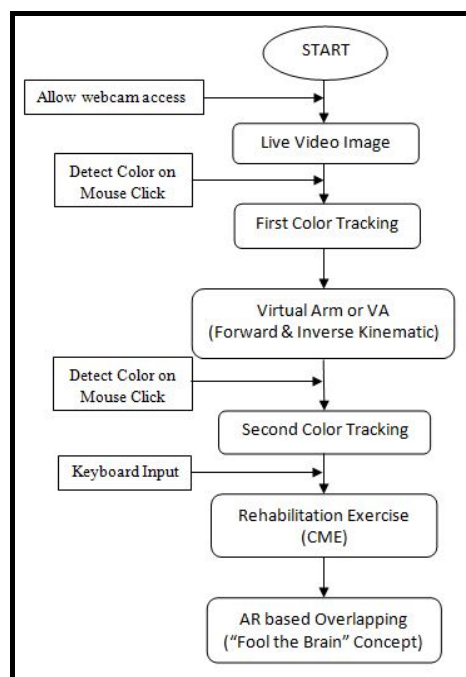 START
Allow webcam access
Live Video Image
Detect Color on
Mouse Click
First Color Tracking
Virtual Arm or VA
(Forward & Inverse Kinematic)
Detect Color on
Mouse Click
Second Color Tracking
Keyboard Input
Rehabilitation Exercise
(CME)
AR based Overlapping
("Fool the Brain" Concept)